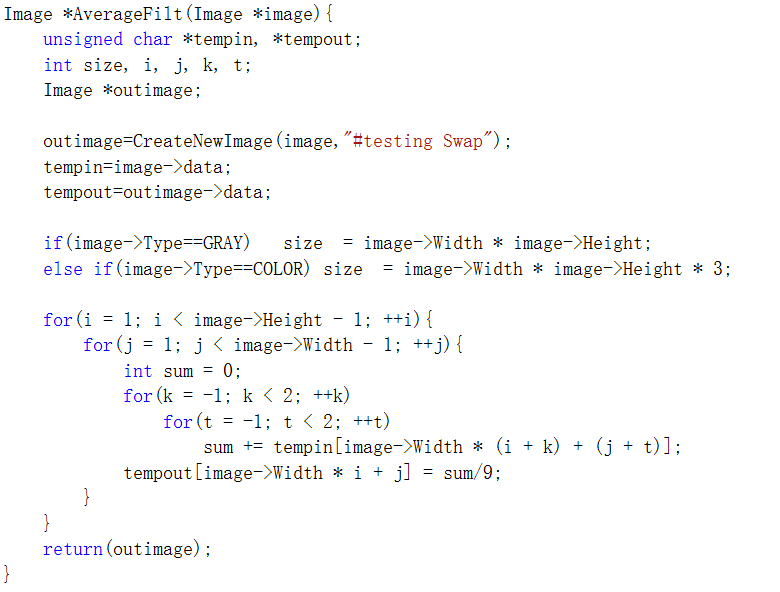 Image *AverageFilt(Image *image){
unsigned char *tempin, *tempout;
int size, i, j, k, t;
Image *outimage;
outimage=CreateNewImage(image,"#testing Swap");
tempin=image->data;
tempout=outimage->data;
if(image->Type==GRAY)   size  = image->Width * image->Height;
else if(image->Type==COLOR) size  = image->Width * image->Height * 3;
for(i = 1; i < image->Height - 1; ++i){
for(j = 1; j < image->Width - 1; ++j){
int sum = 0;
for(k = -1; k < 2; ++k)
for(t = -1; t < 2; ++t)
sum += tempin[image->Width * (i + k) + (j + t)];
tempout[image->Width * i + j] = sum/9;
}
}
return(outimage);
}